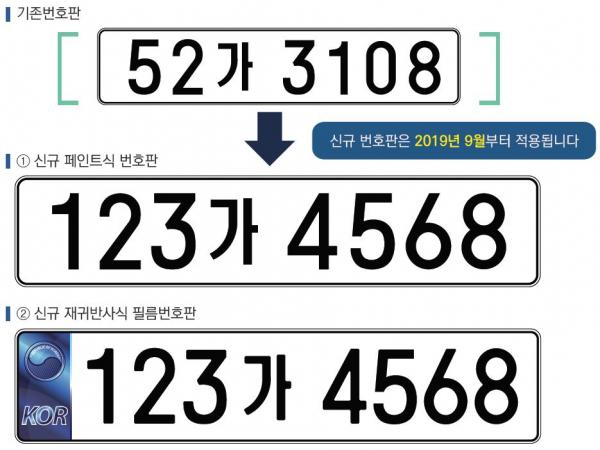 기존번호판
52가 3108
신규 번호판은 2019년 9월부터 적용됩니다
① 신규 페인트식 번호판
123가 4568
② 신규 재귀반사식 필름번호판
KOR 123가 4568